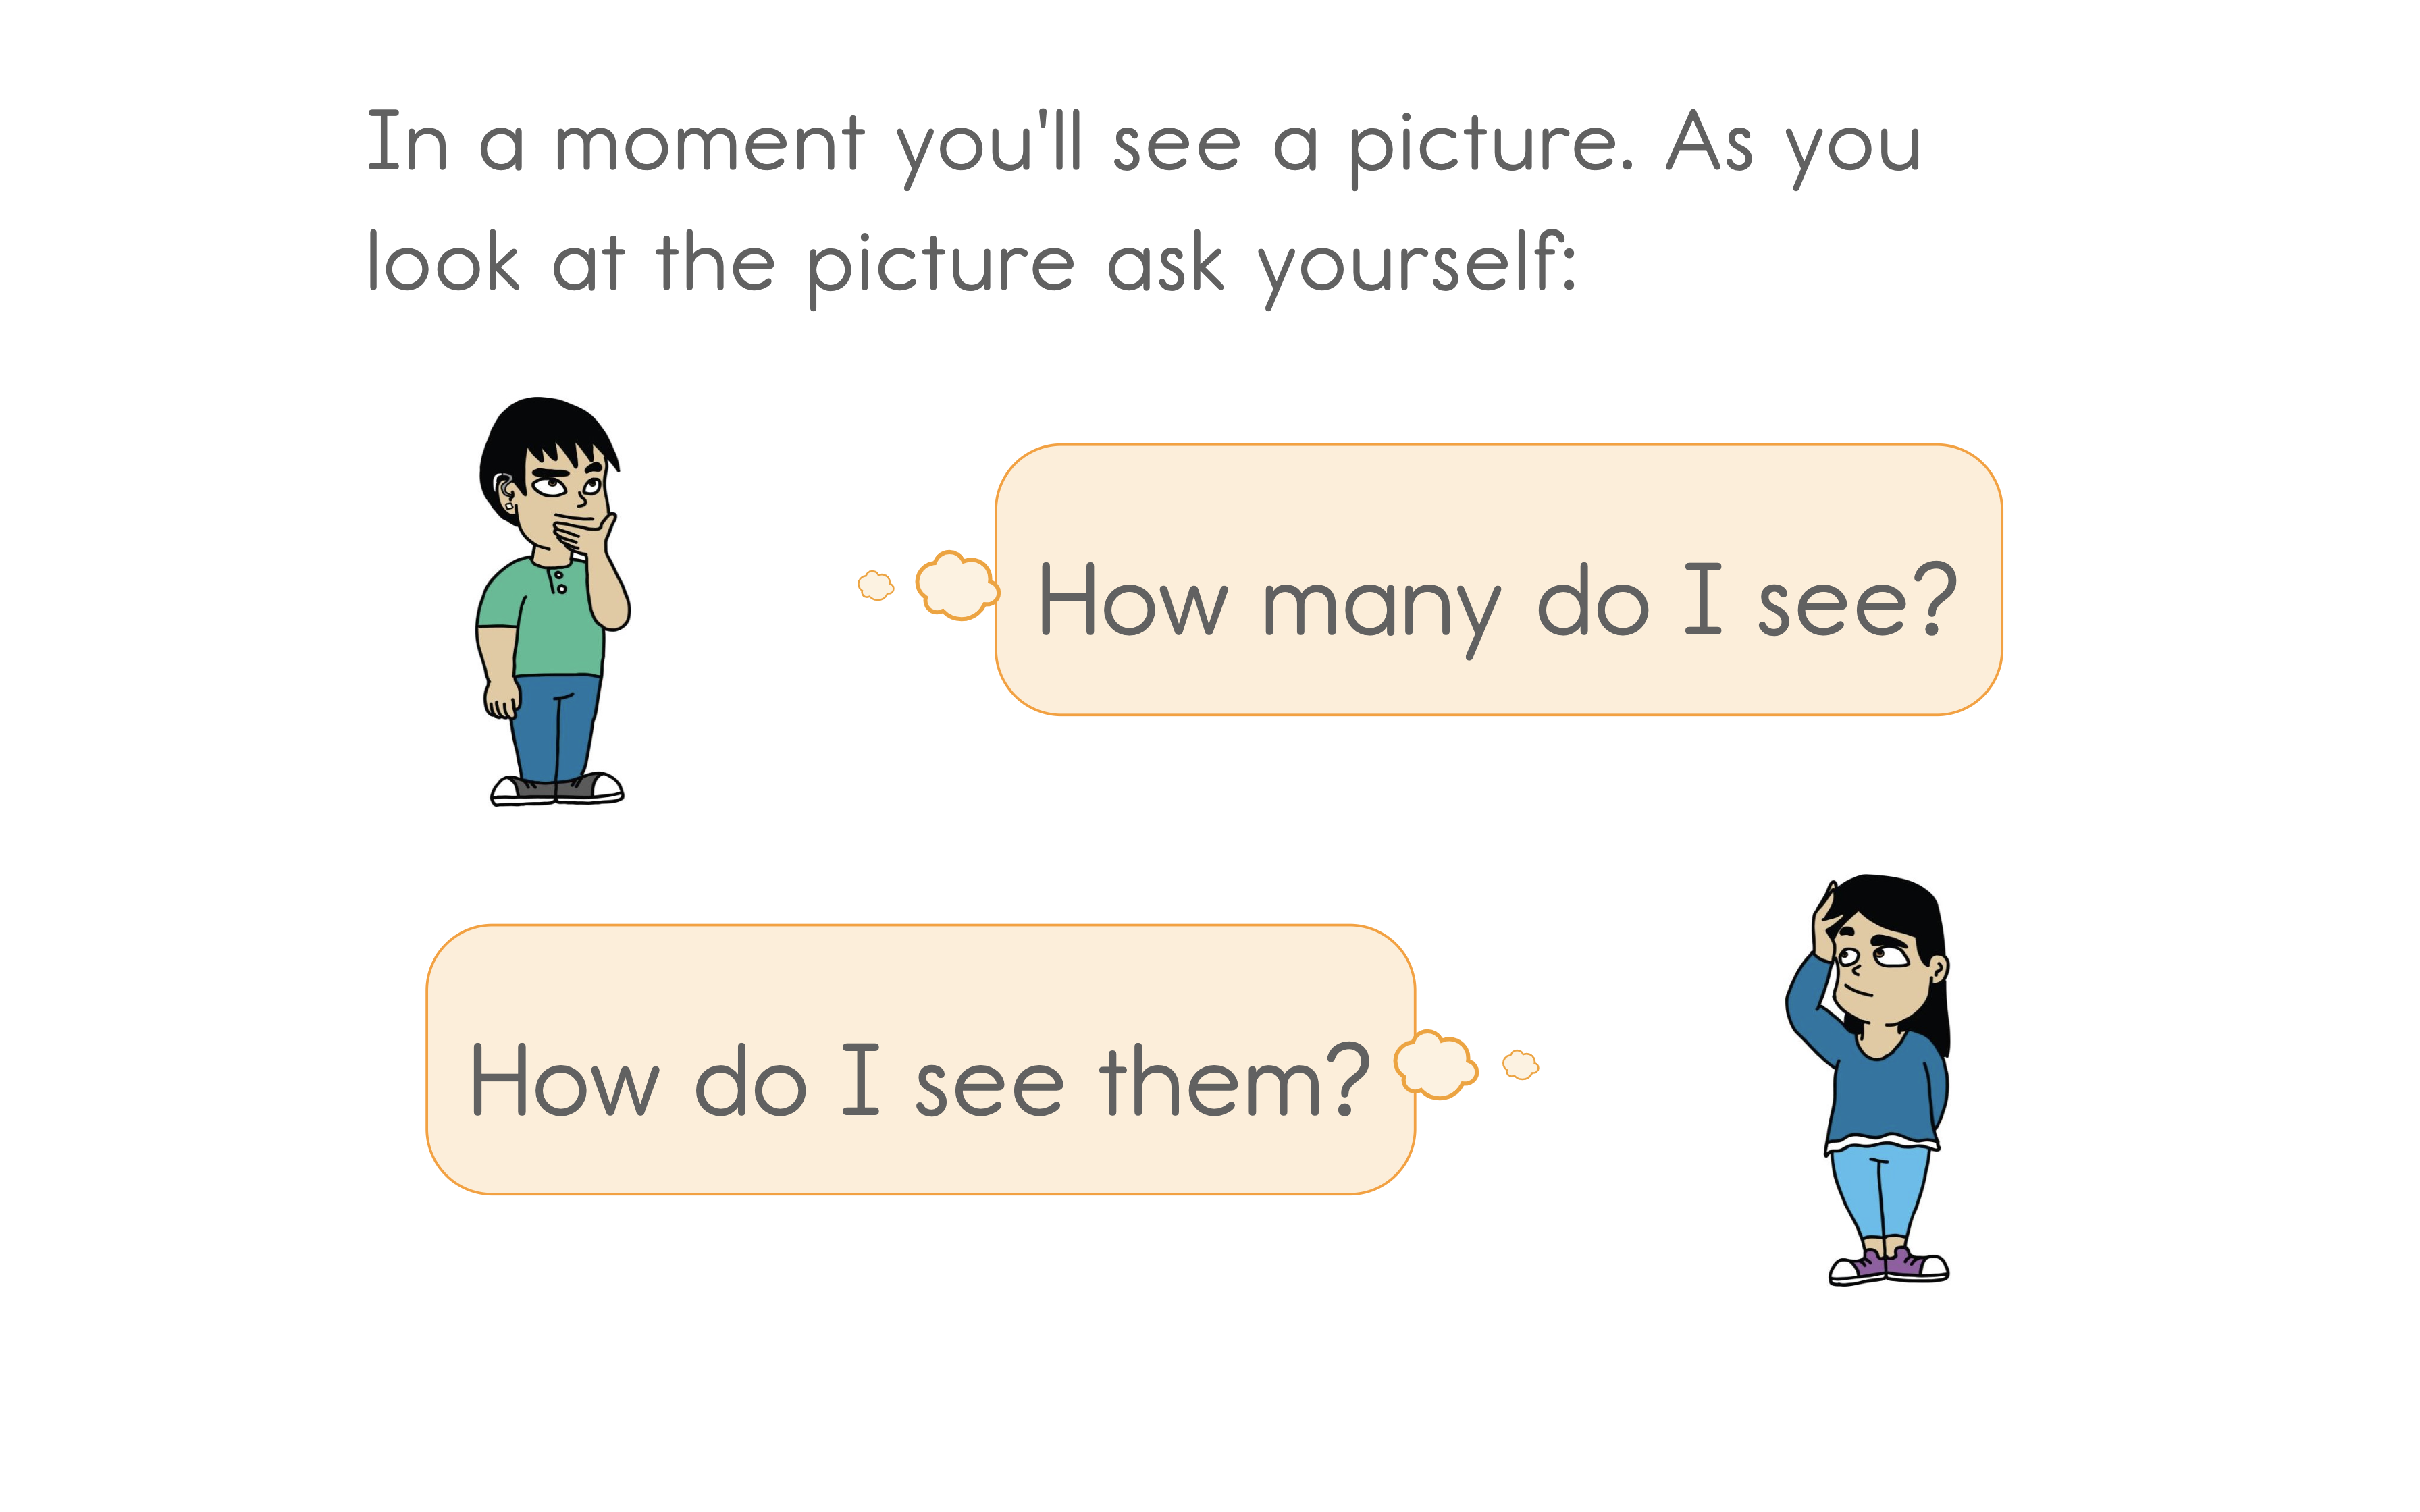 In a moment you'll see a picture. As you
look at the picture ask yourself:
How many do I see?
How do I see them?